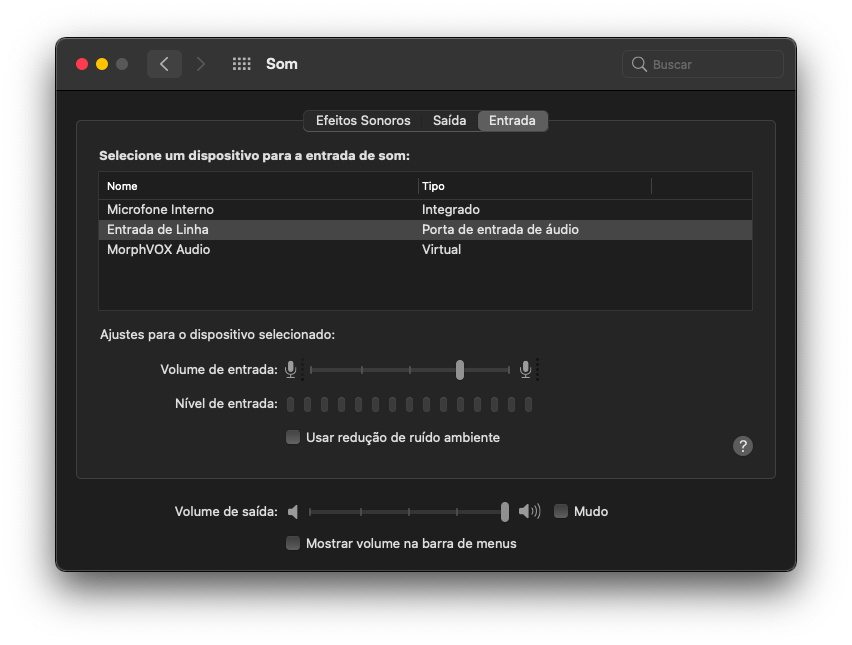 Som
Buscar
Efeitos Sonoros Saída Entrada
Selecione um dispositivo para a entrada de som:
Nome Tipo
Microfone Interno Integrado
Entrada de Linha Porta de entrada de áudio
MorphVOX Audio Virtual
Ajustes para o dispositivo selecionado:
Volume de entrada:
Nível de entrada:
Usar redução de ruído ambiente
?
Volume de saída: Mudo
Mostrar volume na barra de menus